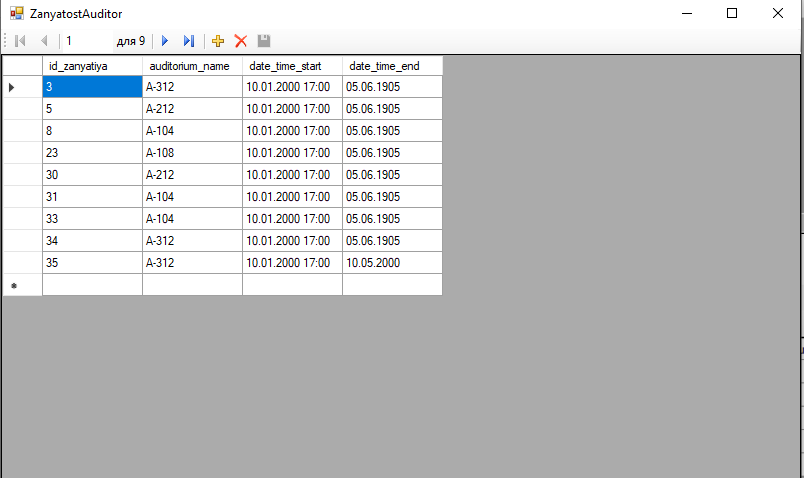 ZanyatostAuditor
1 для 9
id_zanyatiya auditorium_name date_time_start date_time_end
3 A-312 10.01.2000 17:00 05.06.1905
5 A-212 10.01.2000 17:00 05.06.1905
8 A-104 10.01.2000 17:00 05.06.1905
23 A-108 10.01.2000 17:00 05.06.1905
30 A-212 10.01.2000 17:00 05.06.1905
31 A-104 10.01.2000 17:00 05.06.1905
33 A-104 10.01.2000 17:00 05.06.1905
34 A-312 10.01.2000 17:00 05.06.1905
35 A-312 10.01.2000 17:00 10.05.2000